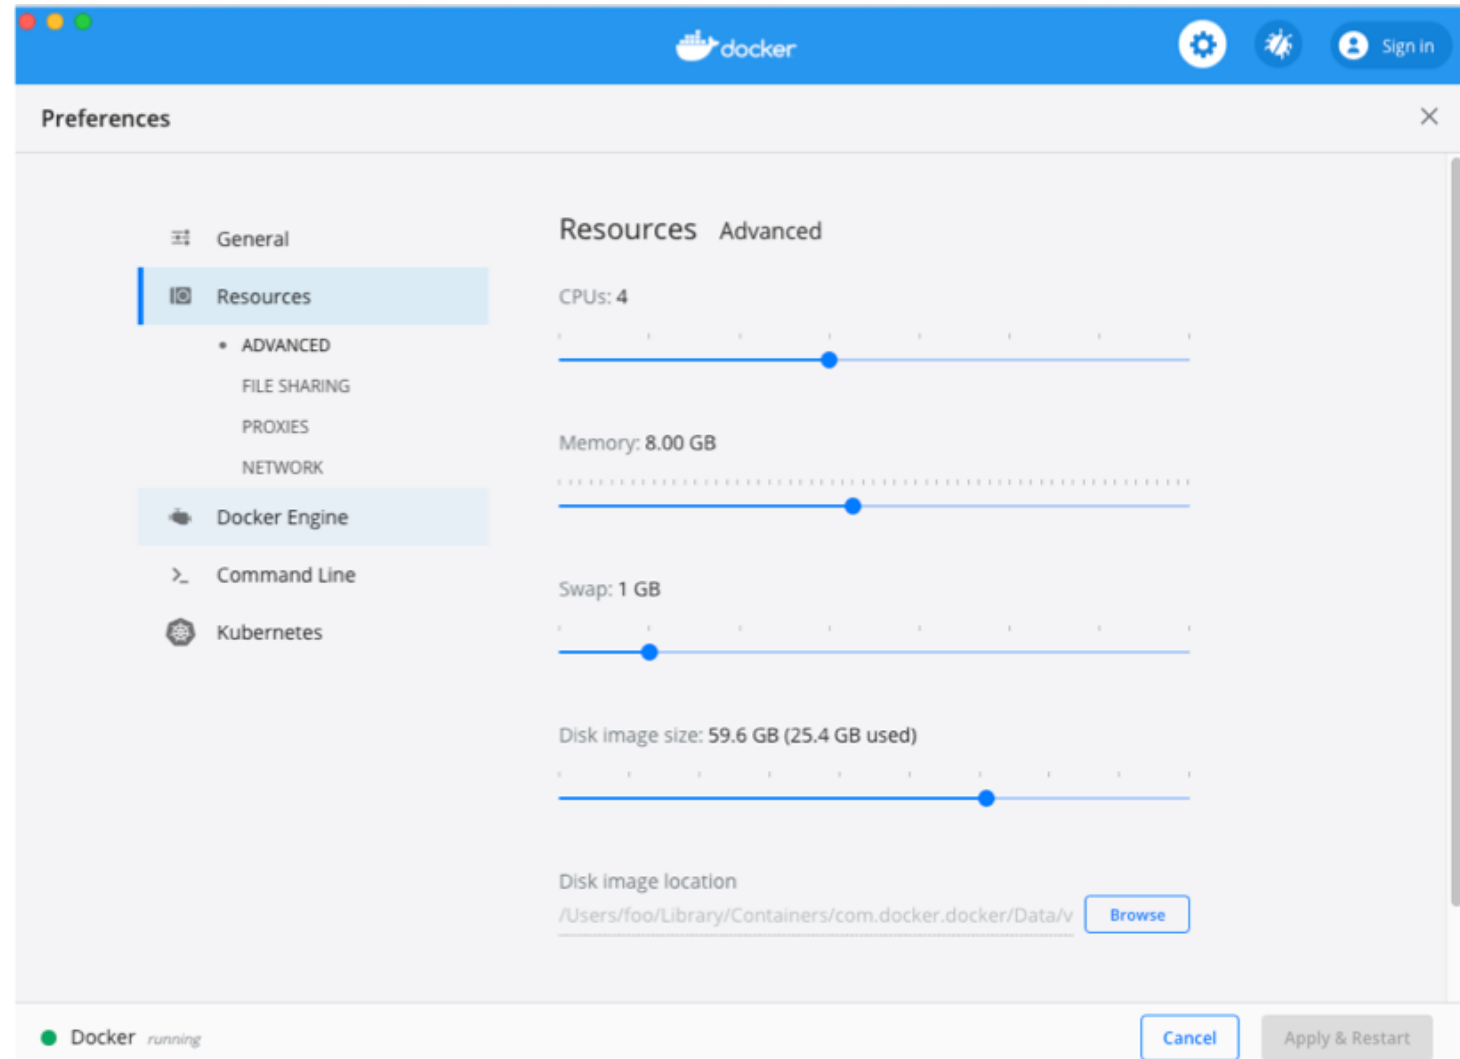 docker
Sign in
Preferences
General
Resources
ADVANCED
FILE SHARING
PROXIES
NETWORK
Docker Engine
Command Line
Kubernetes
Resources Advanced
CPUs: 4
Memory: 8.00 GB
Swap: 1 GB
Disk image size: 59.6 GB (25.4 GB used)
Disk image location
/Users/foo/Library/Containers/com.docker.docker/Data/v
Browse
Docker running
Cancel
Apply & Restart